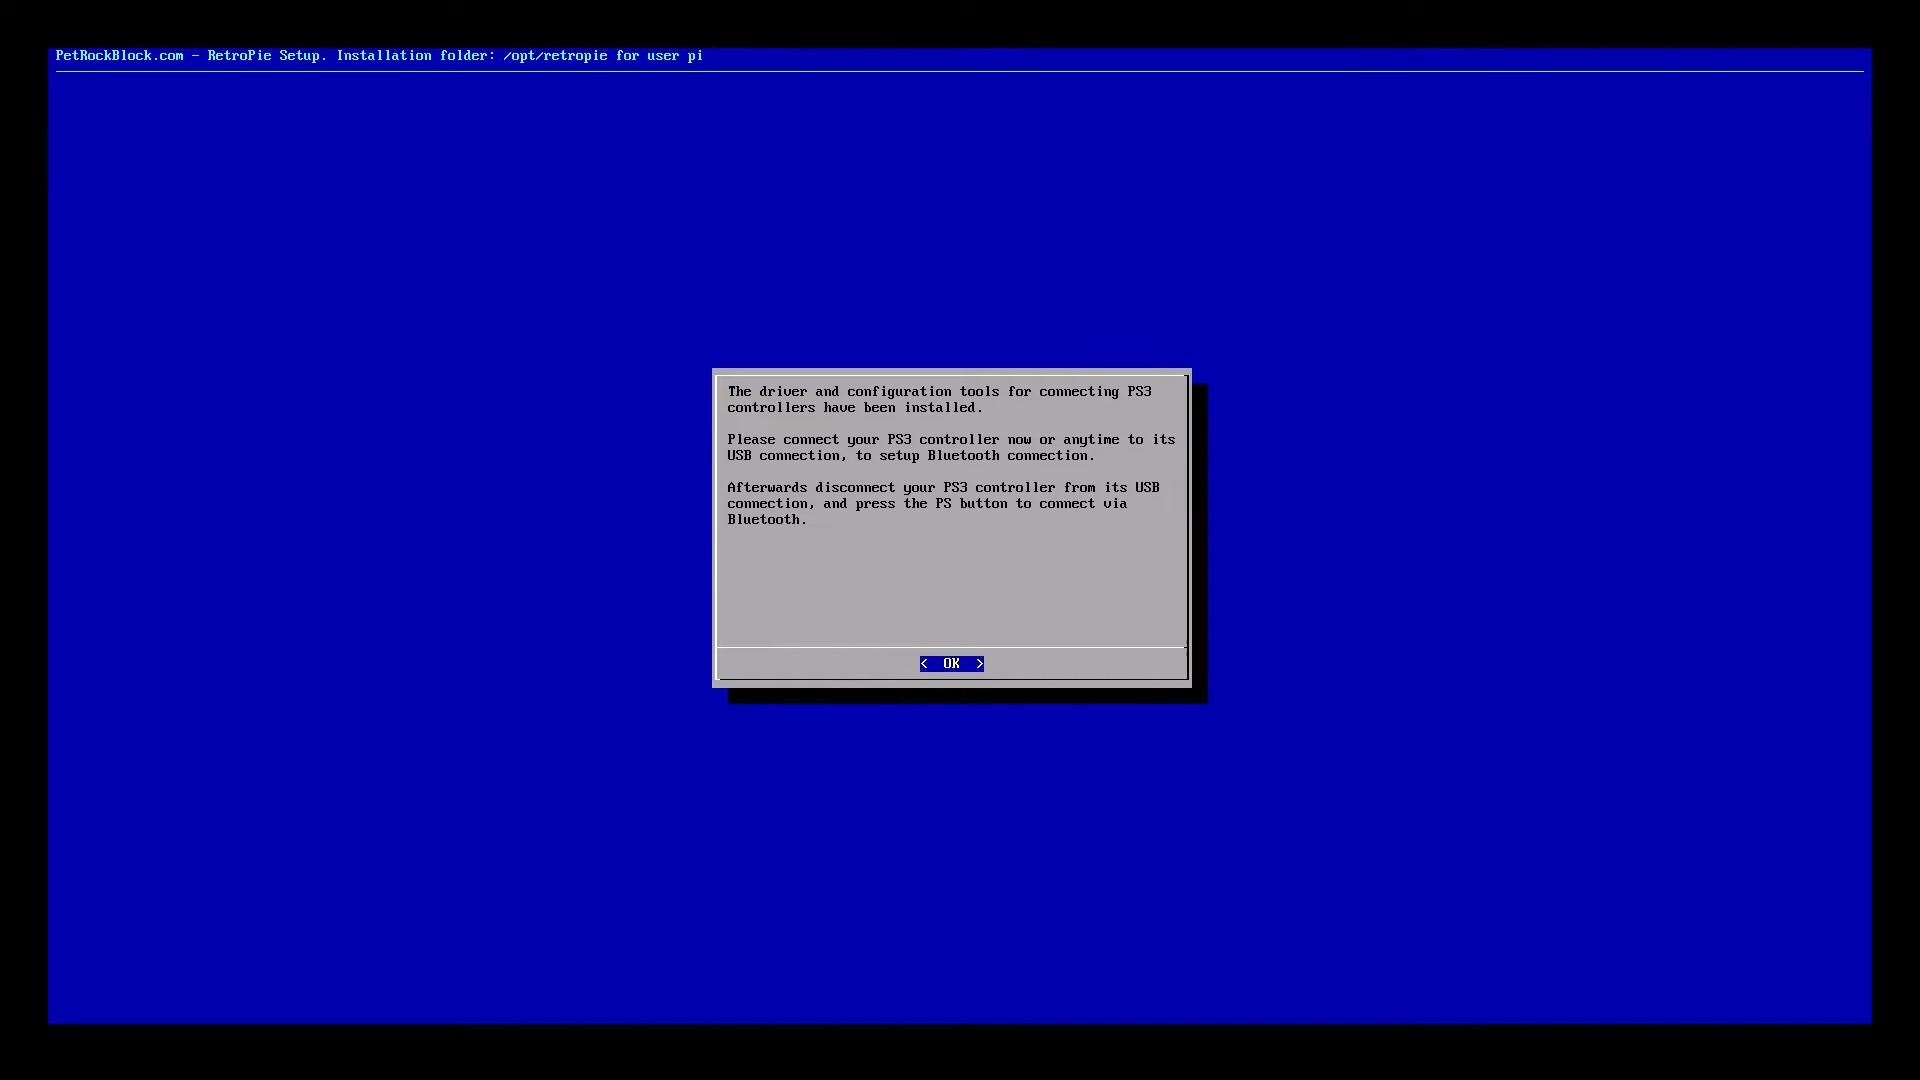 PetRockBlock.com - RetroPie Setup. Installation folder: /opt/retropie for user pi
The driver and configuration tools for connecting PS3
controllers have been installed.
Please connect your PS3 controller now or anytime to its
USB connection, to setup Bluetooth connection.
Afterwards disconnect your PS3 controller from its USB
connection, and press the PS button to connect via
Bluetooth.
< OK >